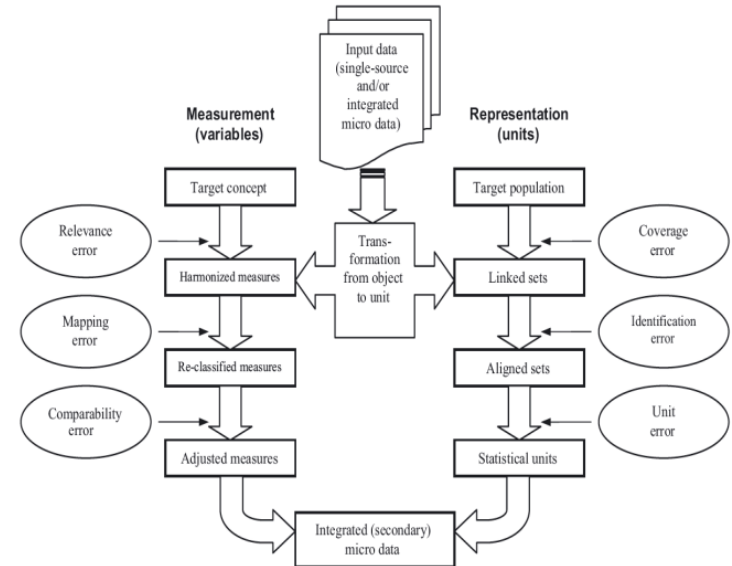 Input data
(single-source
and/or
integrated
micro data)
Measurement
(variables)
Representation
(units)
Target concept
Target population
Relevance
error
Trans-
formation
from object
to unit
Coverage
error
Harmonized measures
Linked sets
Mapping
error
Identification
error
Re-classified measures
Aligned sets
Comparability
error
Unit
error
Adjusted measures
Statistical units
Integrated (secondary)
micro data